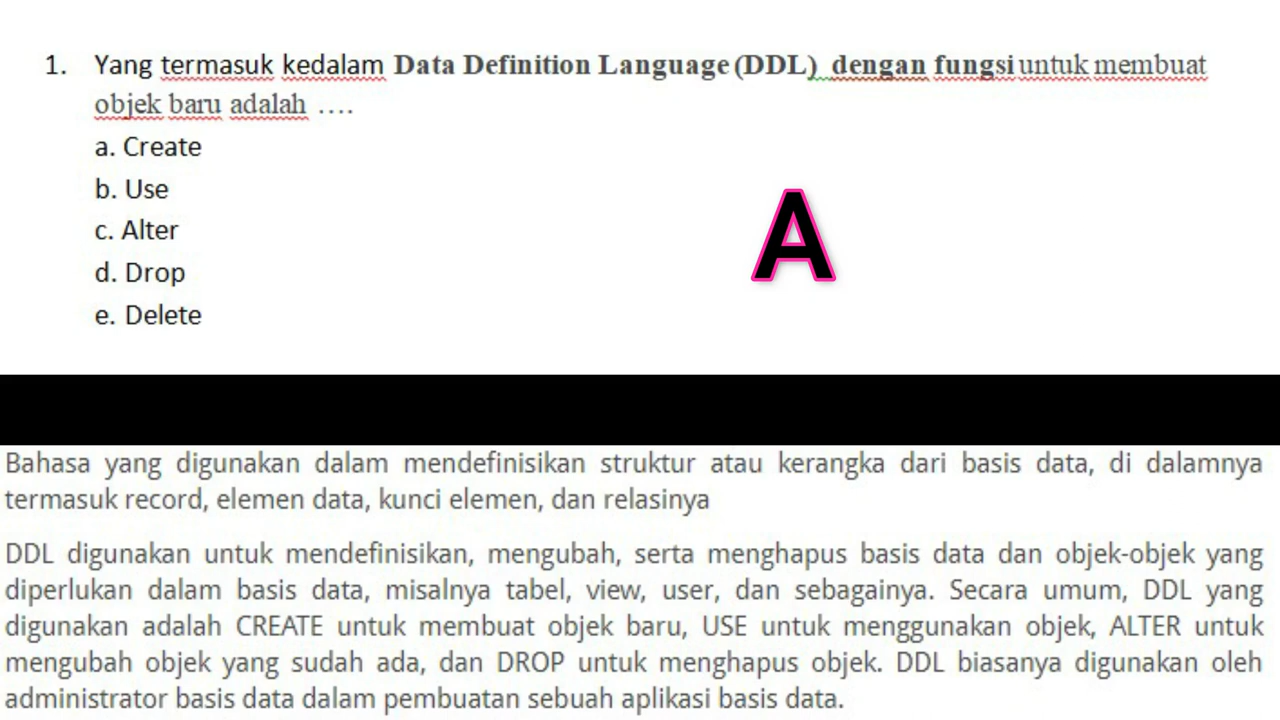 1. Yang termasuk kedalam Data Definition Language (DDL) dengan fungsi untuk membuat
objek baru adalah ….
a. Create
b. Use
c. Alter
d. Drop
e. Delete
A
Bahasa yang digunakan dalam mendefinisikan struktur atau kerangka dari basis data, di dalamnya
termasuk record, elemen data, kunci elemen, dan relasinya
DDL digunakan untuk mendefinisikan, mengubah, serta menghapus basis data dan objek-objek yang
diperlukan dalam basis data, misalnya tabel, view, user, dan sebagainya. Secara umum, DDL yang
digunakan adalah CREATE untuk membuat objek baru, USE untuk menggunakan objek, ALTER untuk
mengubah objek yang sudah ada, dan DROP untuk menghapus objek. DDL biasanya digunakan oleh
administrator basis data dalam pembuatan sebuah aplikasi basis data.